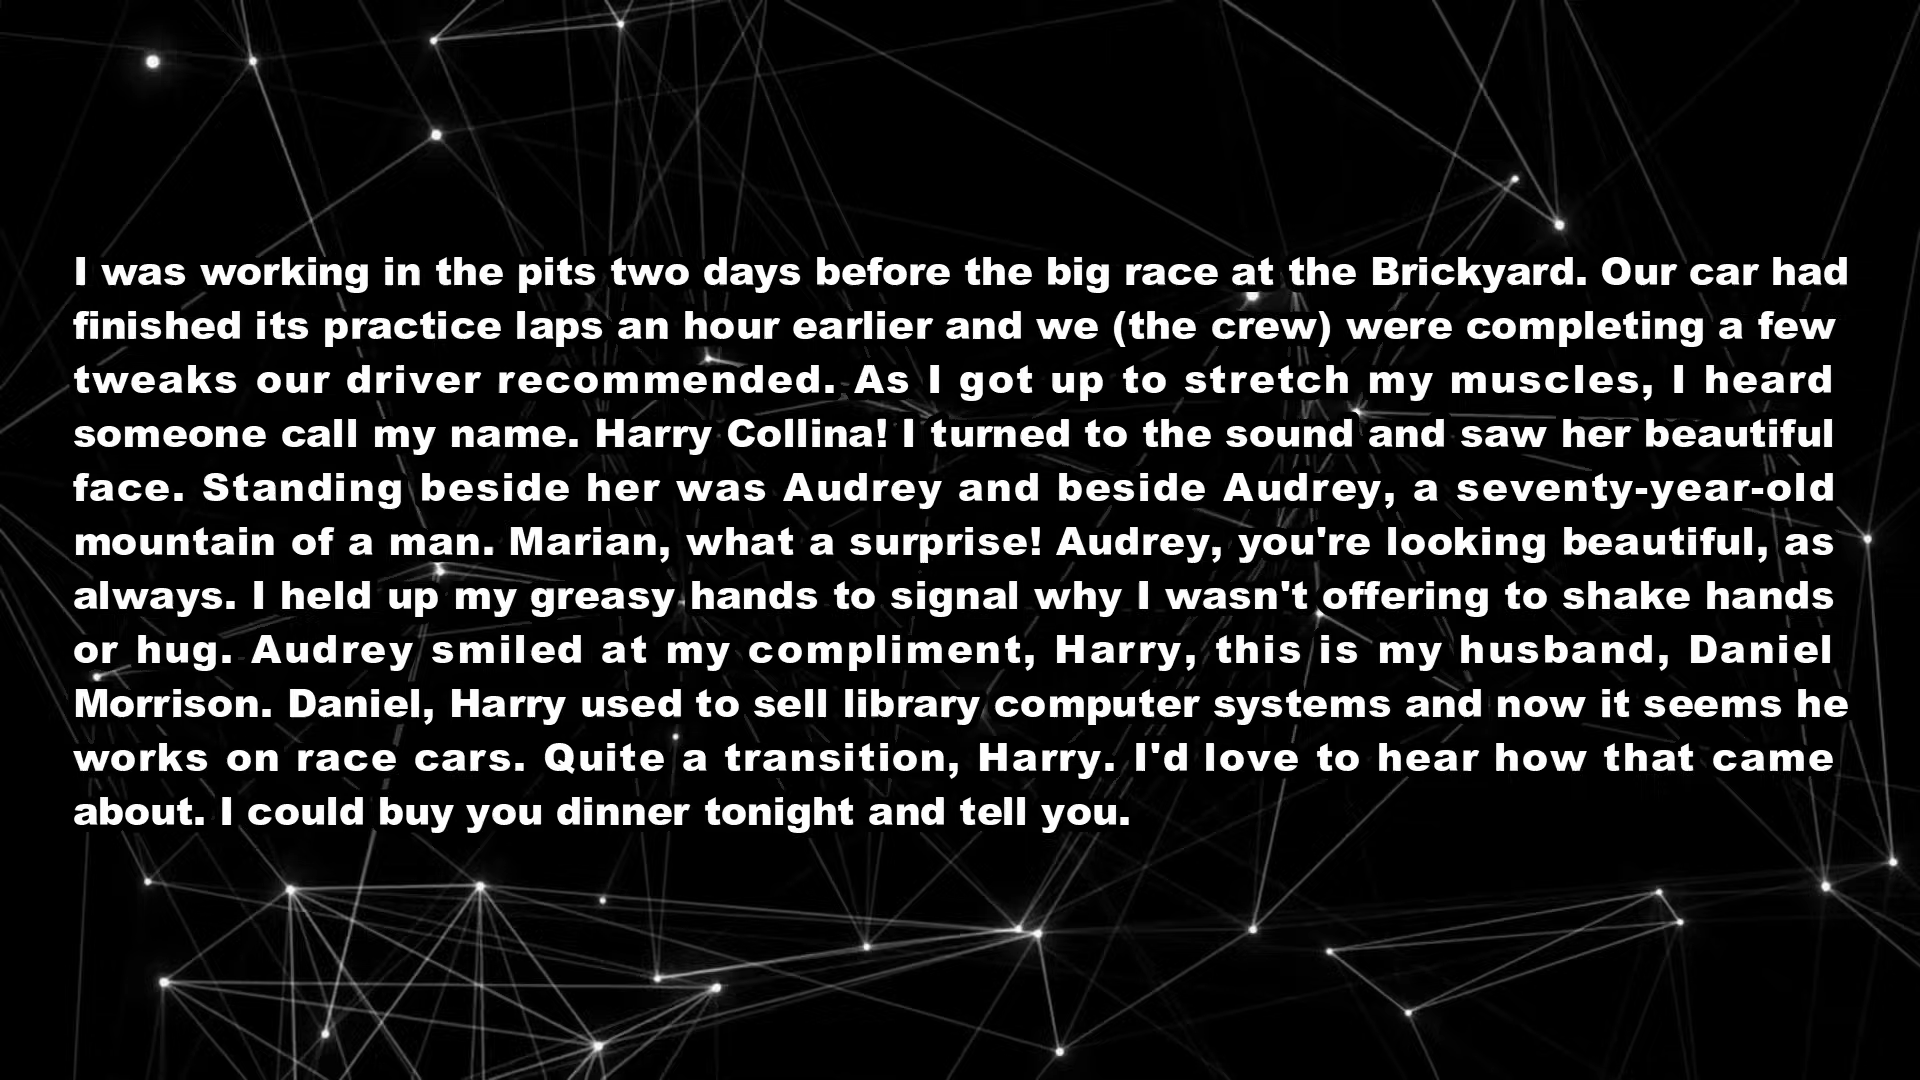 I was working in the pits two days before the big race at the Brickyard. Our car had
finished its practice laps an hour earlier and we (the crew) were completing a few
tweaks our driver recommended. As I got up to stretch my muscles, I heard
someone call my name. Harry Collina! I turned to the sound and saw her beautiful
face. Standing beside her was Audrey and beside Audrey, a seventy-year-old
mountain of a man. Marian, what a surprise! Audrey, you're looking beautiful, as
always. I held up my greasy hands to signal why I wasn't offering to shake hands
or hug. Audrey smiled at my compliment, Harry, this is my husband, Daniel
Morrison. Daniel, Harry used to sell library computer systems and now it seems he
works on race cars. Quite a transition, Harry. I'd love to hear how that came
about. I could buy you dinner tonight and tell you.